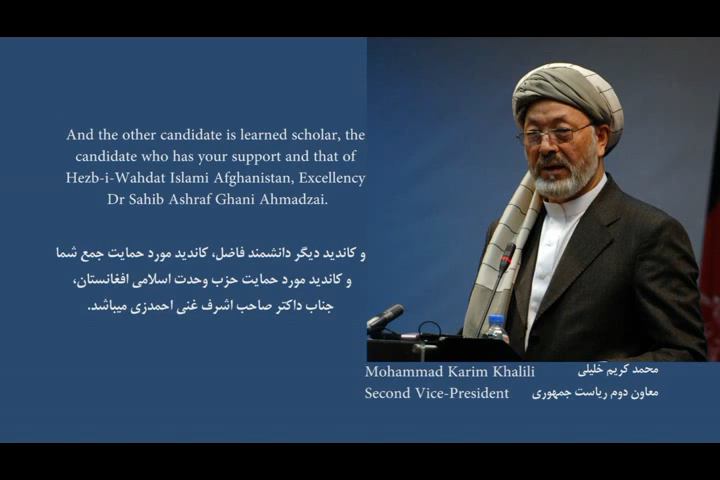 And the other candidate is learned scholar, the
candidate who has your support and that of
Hezb-i-Wahdat Islami Afghanistan, Excellency
Dr Sahib Ashraf Ghani Ahmadzai.
و کاندید دیگر دانشمند فاضل، کاندید مورد حمایت جمع شما
و کاندید مورد حمایت حزب وحدت اسلامی افغانستان،
جناب داکتر صاحب اشرف غنی احمدزی میباشد.
Mohammad Karim Khalili
محمد کریم خلیلی
Second Vice-President
معاون دوم ریاست جمهوری